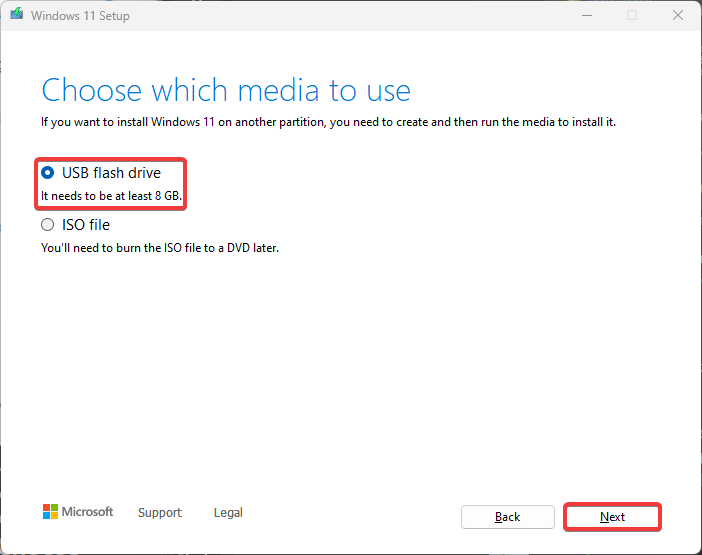 Windows 11 Setup
Choose which media to use
If you want to install Windows 11 on another partition, you need to create and then run the media to install it.
USB flash drive
It needs to be at least 8 GB.
ISO file
You'll need to burn the ISO file to a DVD later.
Microsoft Support Legal Back Next